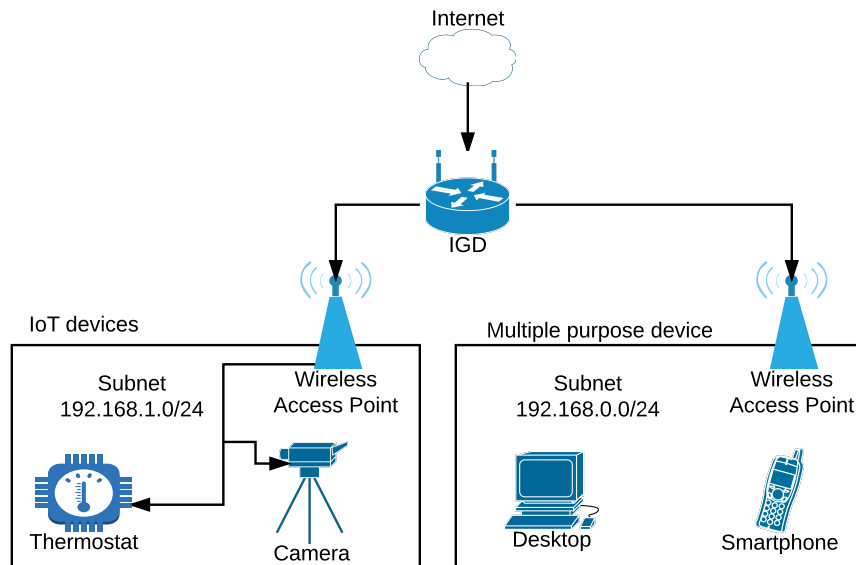 Internet
IGD
IoT devices
Multiple purpose device
Subnet
192.168.1.0/24
Wireless
Access Point
Subnet
192.168.0.0/24
Wireless
Access Point
Thermostat
Camera
Desktop
Smartphone